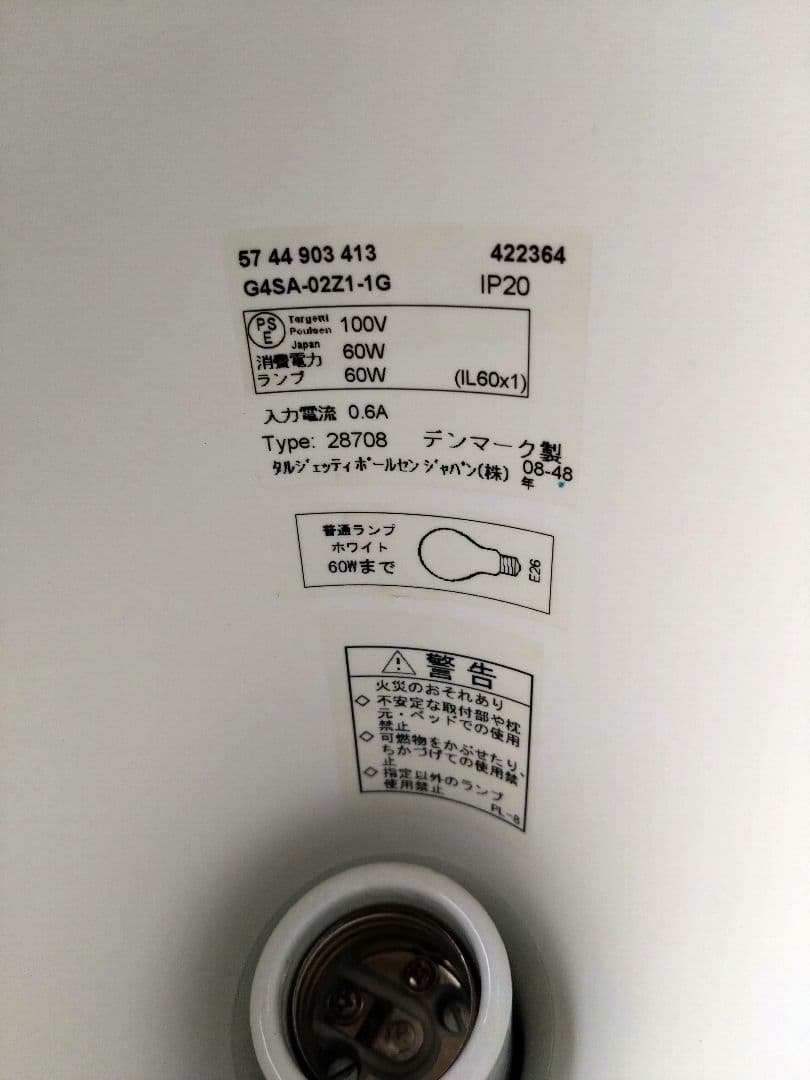 57 44 903 413 422364
G4SA-02Z1-1G IP20
PS
E
Targetti
Poulsen
Japan
100V
消費電力 60W
ランプ 60W (IL60x1)
入力電流 0.6A
Type: 28708 デンマーク製
タルジェッティポールセンジャパン(株) 08-48
年
普通ランプ
ホワイト
60Wまで
E26
警告
火災のおそれあり
◇不安定な取付部や枕
元・ベッドでの使用
禁止
◇可燃物をかぶせたり、
ちかづけての使用禁
止
◇指定以外のランプ
使用禁止
PL-8